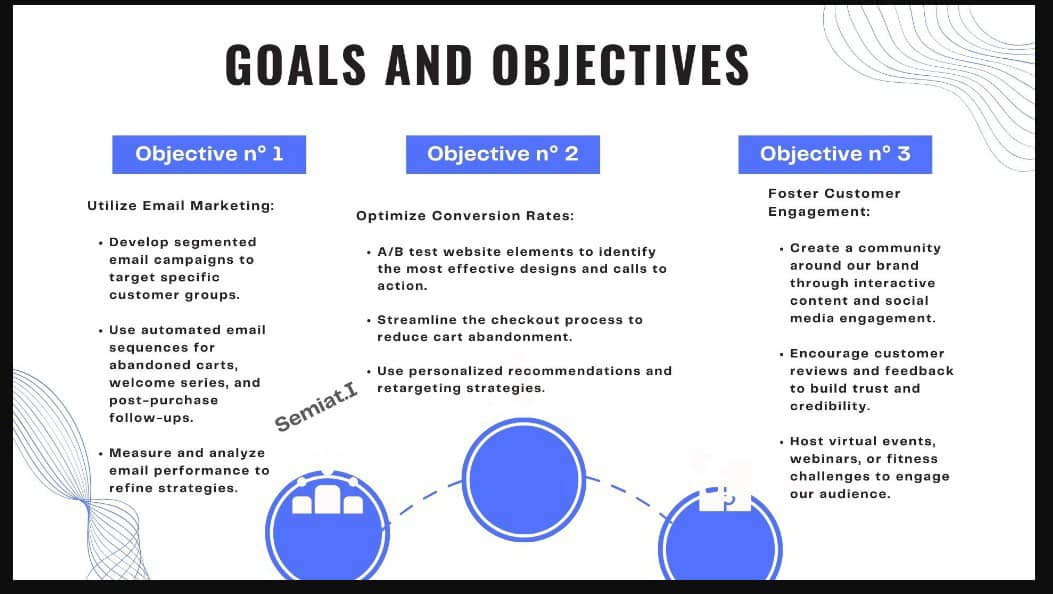 GOALS AND OBJECTIVES
Objective n° 1
Utilize Email Marketing:
• Develop segmented
email campaigns to
target specific
customer groups.
• Use automated email
sequences for
abandoned carts,
welcome series, and
post-purchase
follow-ups.
• Measure and analyze
email performance to
refine strategies.
Objective n° 2
Optimize Conversion Rates:
• A/B test website elements to identify
the most effective designs and calls to
action.
• Streamline the checkout process to
reduce cart abandonment.
• Use personalized recommendations and
retargeting strategies.
Objective n° 3
Foster Customer
Engagement:
• Create a community
around our brand
through interactive
content and social
media engagement.
• Encourage customer
reviews and feedback
to build trust and
credibility.
• Host virtual events,
webinars, or fitness
challenges to engage
our audience.
Semiat.I